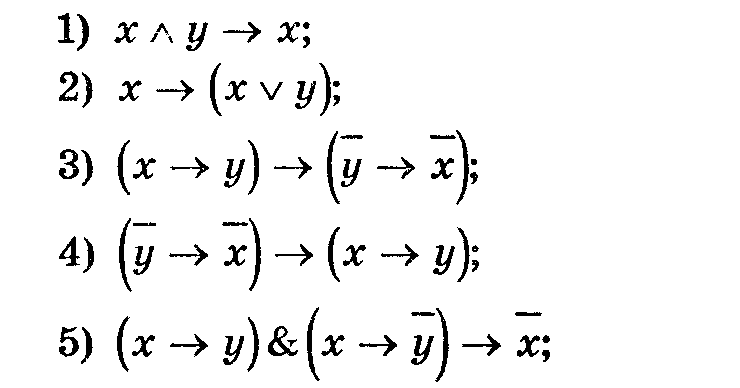 1) x ∧ y → x;
2) x → (x ∨ y);
3) (x → y) → (y̅ → x̅);
4) (y̅ → x̅) → (x → y);
5) (x → y) & (x → y̅) → x̅;